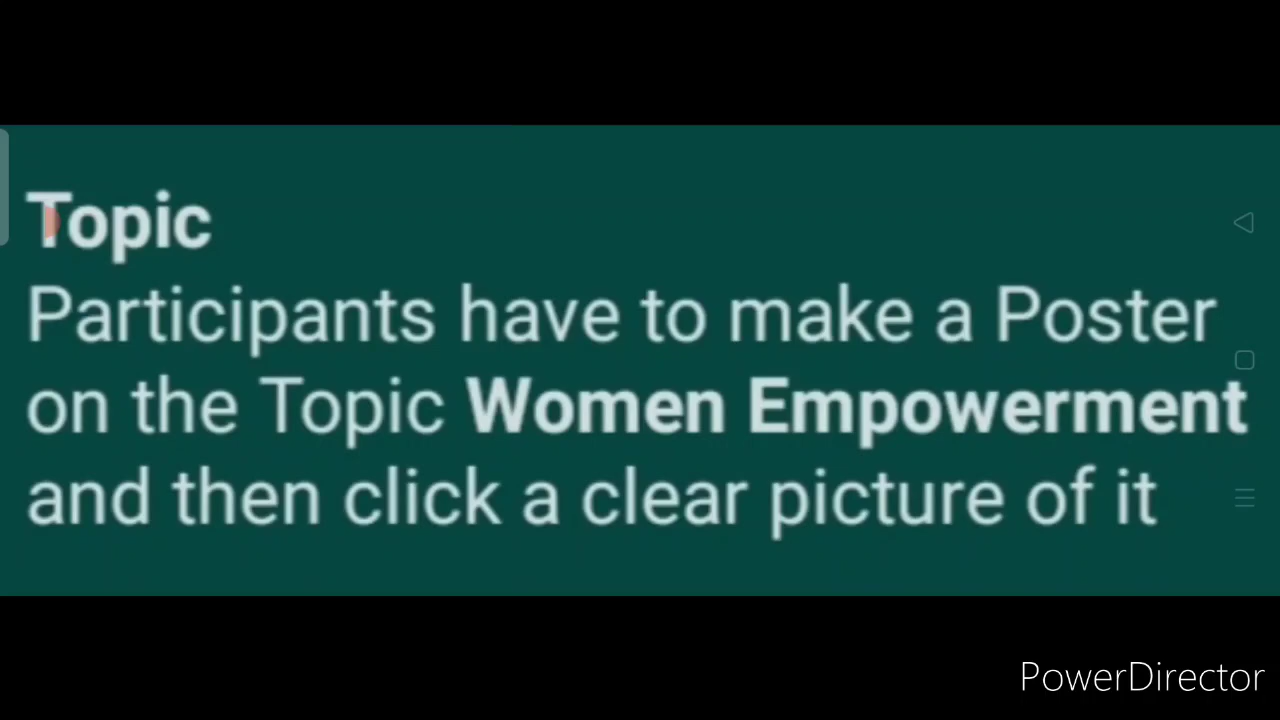 Topic
Participants have to make a Poster
on the Topic Women Empowerment
and then click a clear picture of it
PowerDirector